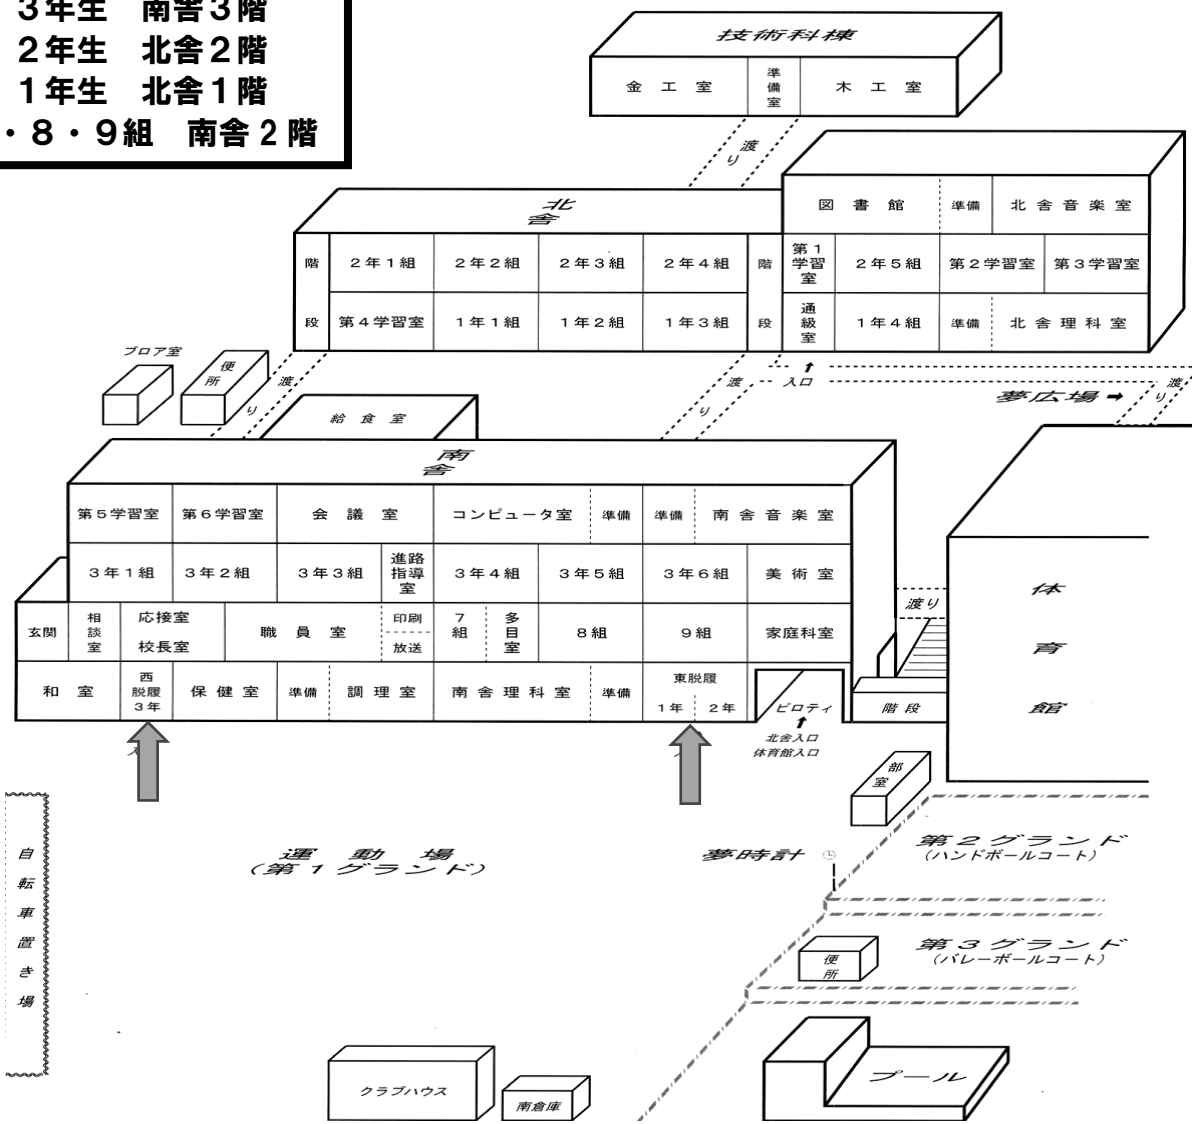 3年生　南舎3階
2年生　北舎2階
1年生　北舎1階
・8・9組　南舎2階
技術科棟
金工室
準備室
木工室
渡り
図書館
準備
北舎音楽室
北舎
階段
2年1組
2年2組
2年3組
2年4組
階段
第1学習室
2年5組
第2学習室
第3学習室
第4学習室
1年1組
1年2組
1年3組
通級室
1年4組
準備
北舎理科室
ブロア室
便所
渡り
渡り
入口
夢広場
渡り
給食室
南舎
第5学習室
第6学習室
会議室
コンピュータ室
準備
準備
南舎音楽室
3年1組
3年2組
3年3組
進路指導室
3年4組
3年5組
3年6組
美術室
玄関
相談室
応接室
校長室
職員室
印刷
放送
7組
多目室
8組
9組
家庭科室
渡り
体育館
和室
西脱履3年
保健室
準備
調理室
南舎理科室
準備
東脱履
1年
2年
ピロティ
階段
北舎入口
体育館入口
部室
自転車置き場
運動場
(第1グランド)
夢時計
第2グランド
(ハンドボールコート)
第3グランド
(バレーボールコート)
便所
クラブハウス
南倉庫
プール